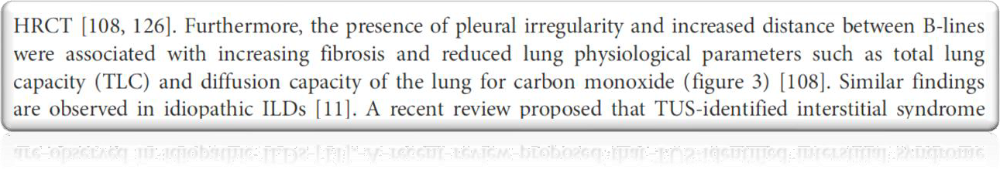 HRCT [108, 126]. Furthermore, the presence of pleural irregularity and increased distance between B-lines
were associated with increasing fibrosis and reduced lung physiological parameters such as total lung
capacity (TLC) and diffusion capacity of the lung for carbon monoxide (figure 3) [108]. Similar findings
are observed in idiopathic ILDs [11]. A recent review proposed that TUS-identified interstitial syndrome